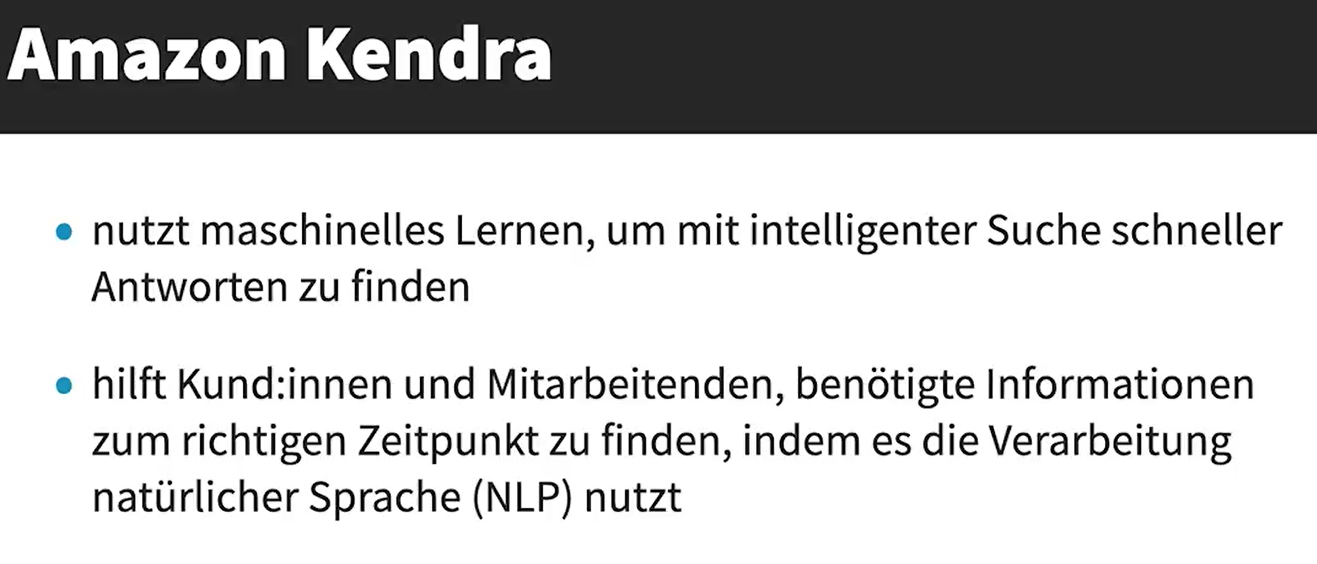 Amazon Kendra
• nutzt maschinelles Lernen, um mit intelligenter Suche schneller
Antworten zu finden
• hilft Kund:innen und Mitarbeitenden, benötigte Informationen
zum richtigen Zeitpunkt zu finden, indem es die Verarbeitung
natürlicher Sprache (NLP) nutzt